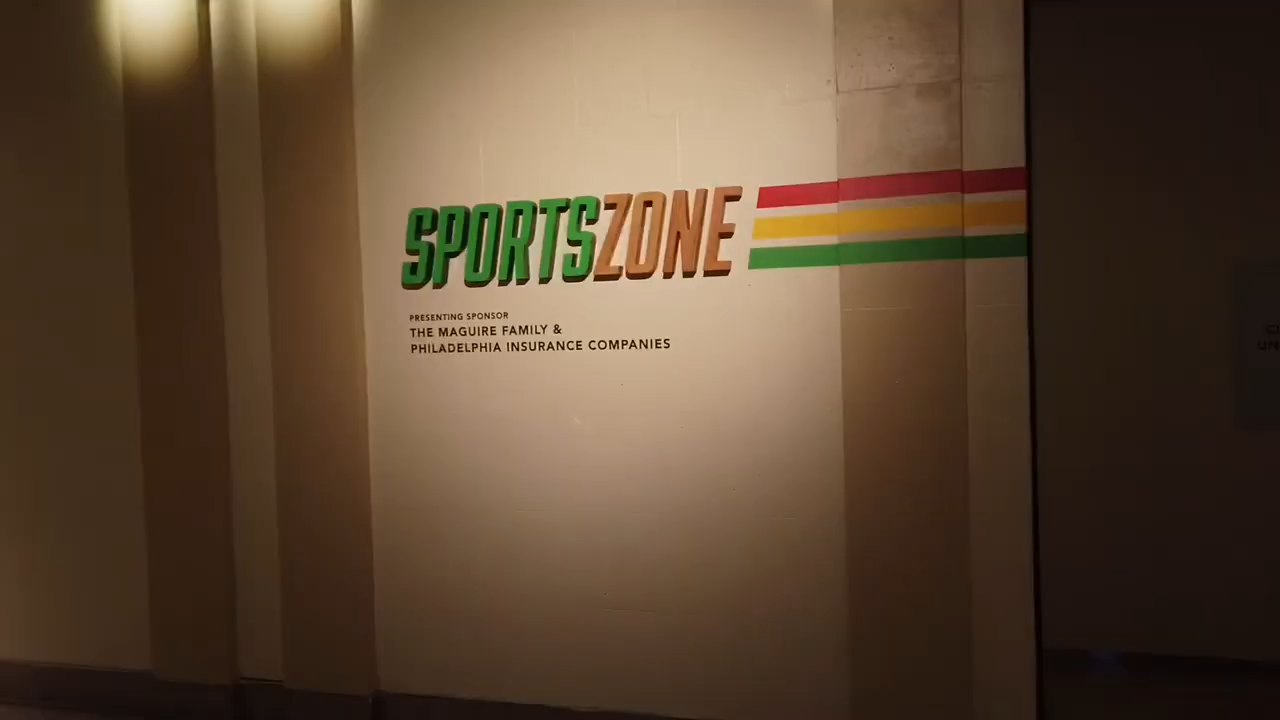 SPORTSZONE
PRESENTING SPONSOR
THE MAGUIRE FAMILY &
PHILADELPHIA INSURANCE COMPANIES